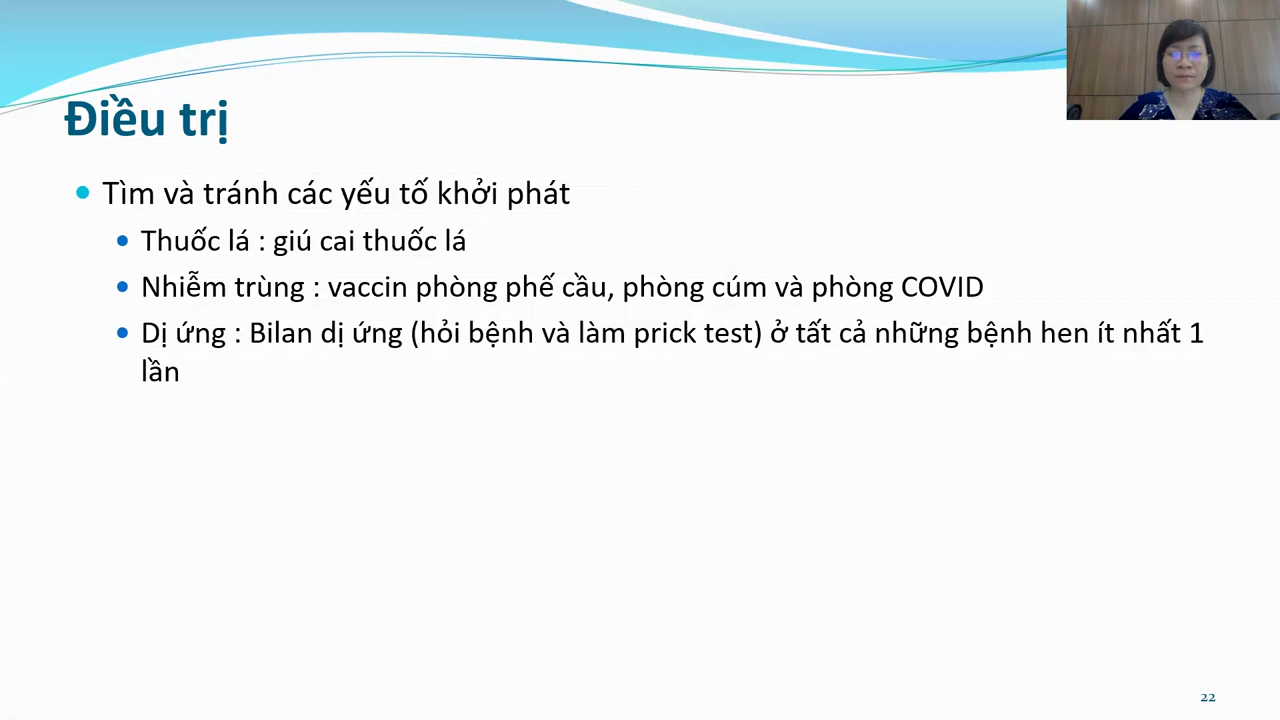 Điều trị
Tìm và tránh các yếu tố khởi phát
Thuốc lá : giú cai thuốc lá
Nhiễm trùng : vaccin phòng phế cầu, phòng cúm và phòng COVID
Dị ứng : Bilan dị ứng (hỏi bệnh và làm prick test) ở tất cả những bệnh hen ít nhất 1
lần
22